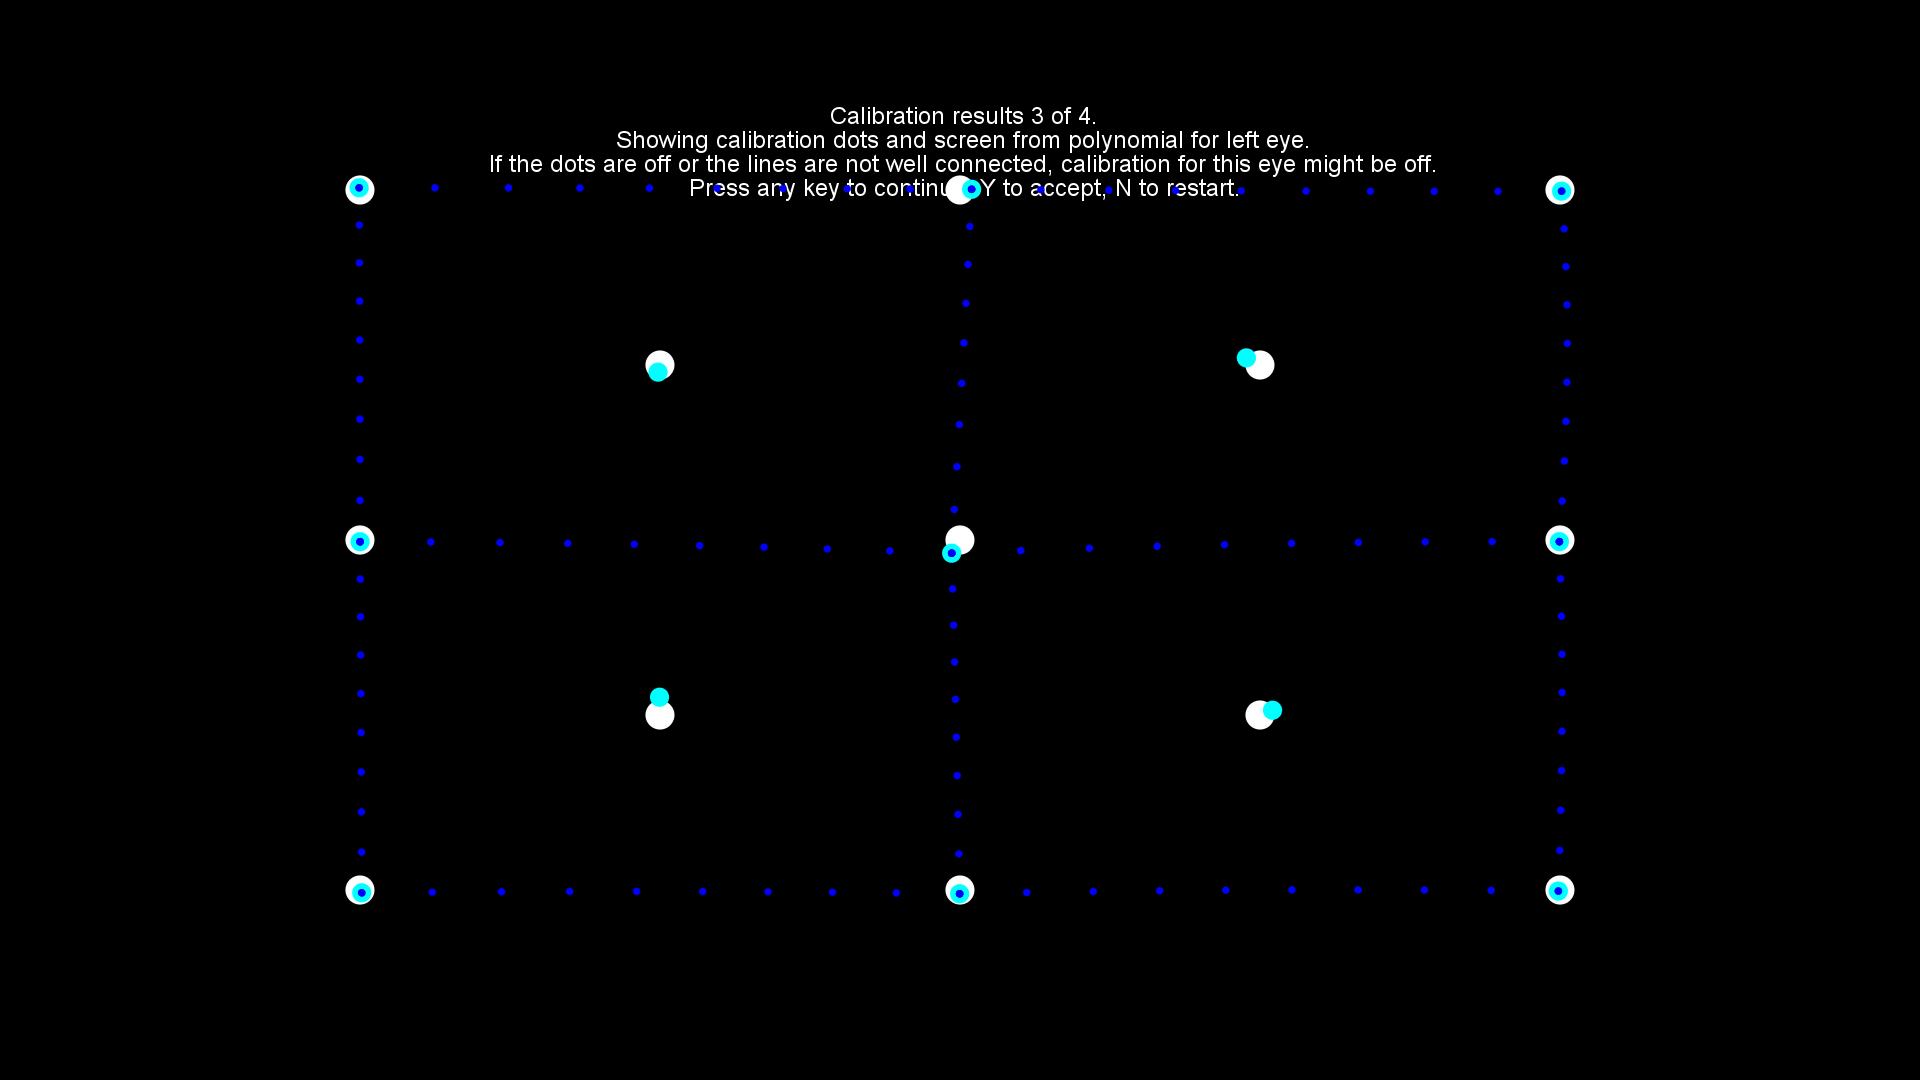 Calibration results 3 of 4.
Showing calibration dots and screen from polynomial for left eye.
If the dots are off or the lines are not well connected, calibration for this eye might be off.
Press any key to continue, Y to accept, N to restart.